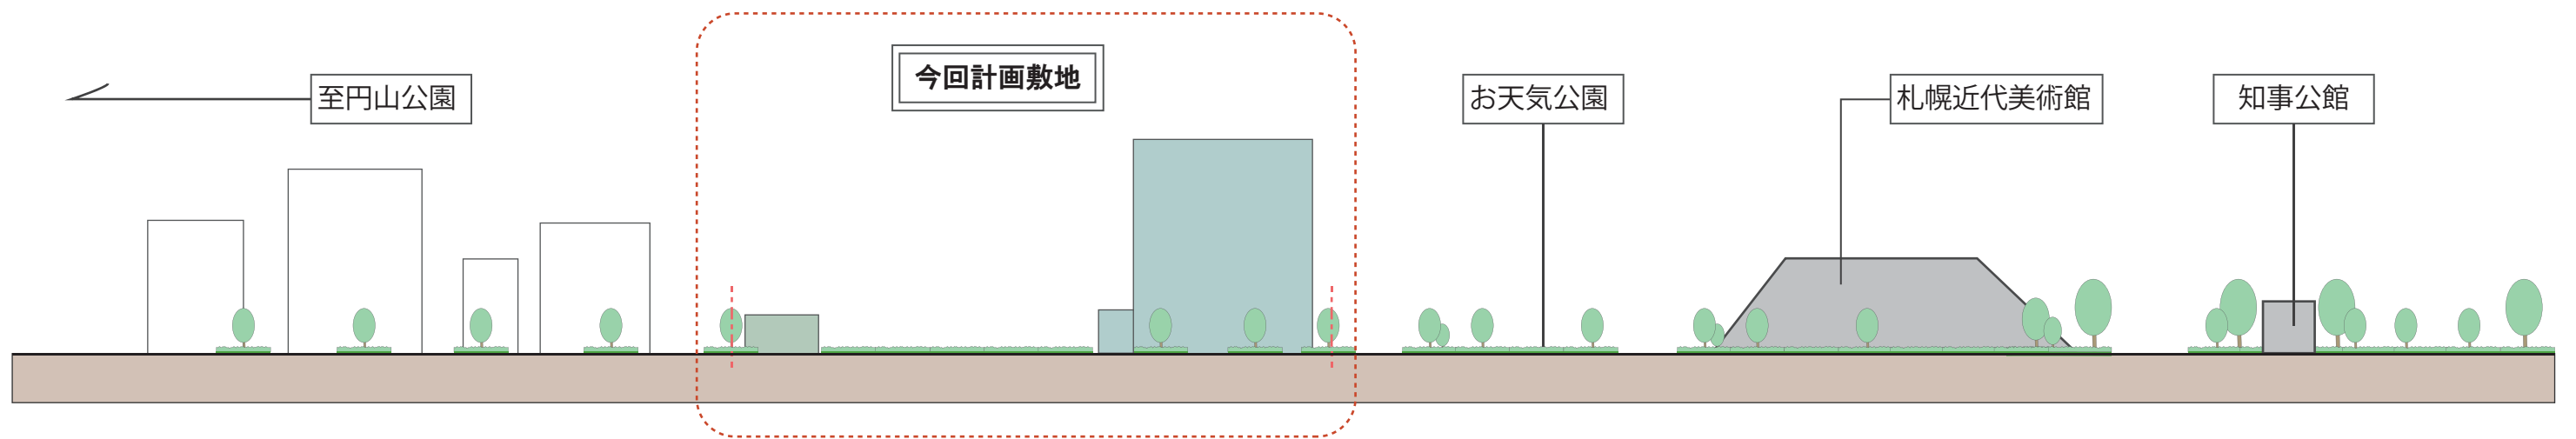 至円山公園
今回計画敷地
お天気公園
札幌近代美術館
知事公館